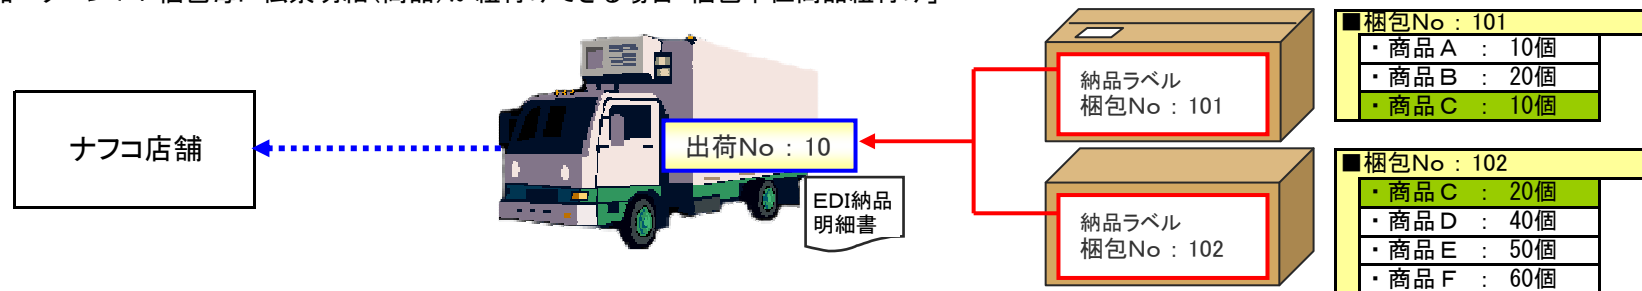 ナフコ店舗
出荷No：10
EDI納品
明細書
納品ラベル
梱包No：101
納品ラベル
梱包No：102
■梱包No：101
・商品A ： 10個
・商品B ： 20個
・商品C ： 10個
■梱包No：102
・商品C ： 20個
・商品D ： 40個
・商品E ： 50個
・商品F ： 60個